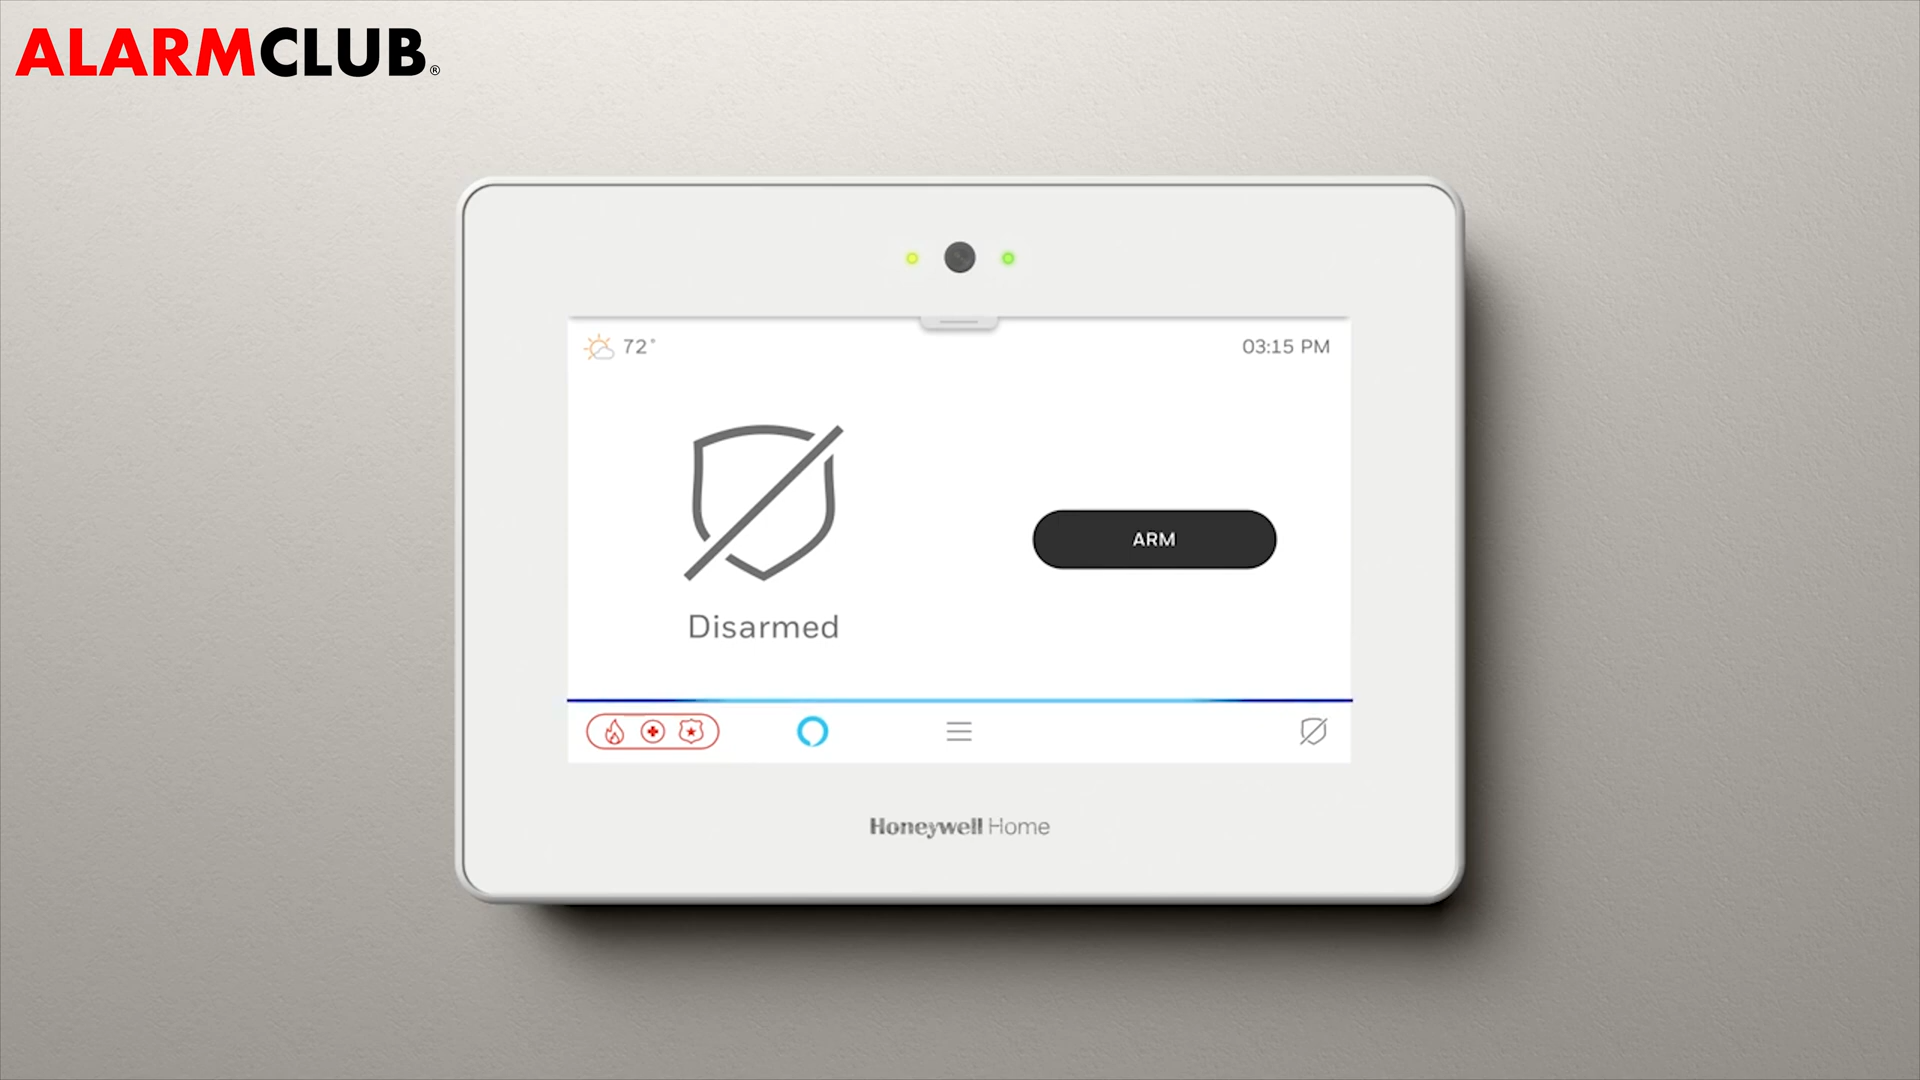 ALARMCLUB®
72°
03:15 PM
ARM
Disarmed
Honeywell Home